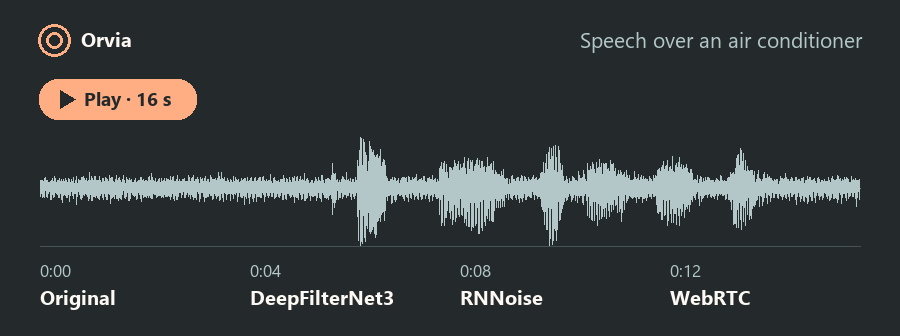 Orvia
Speech over an air conditioner
Play · 16 s
0:00 0:04 0:08 0:12
Original DeepFilterNet3 RNNoise WebRTC